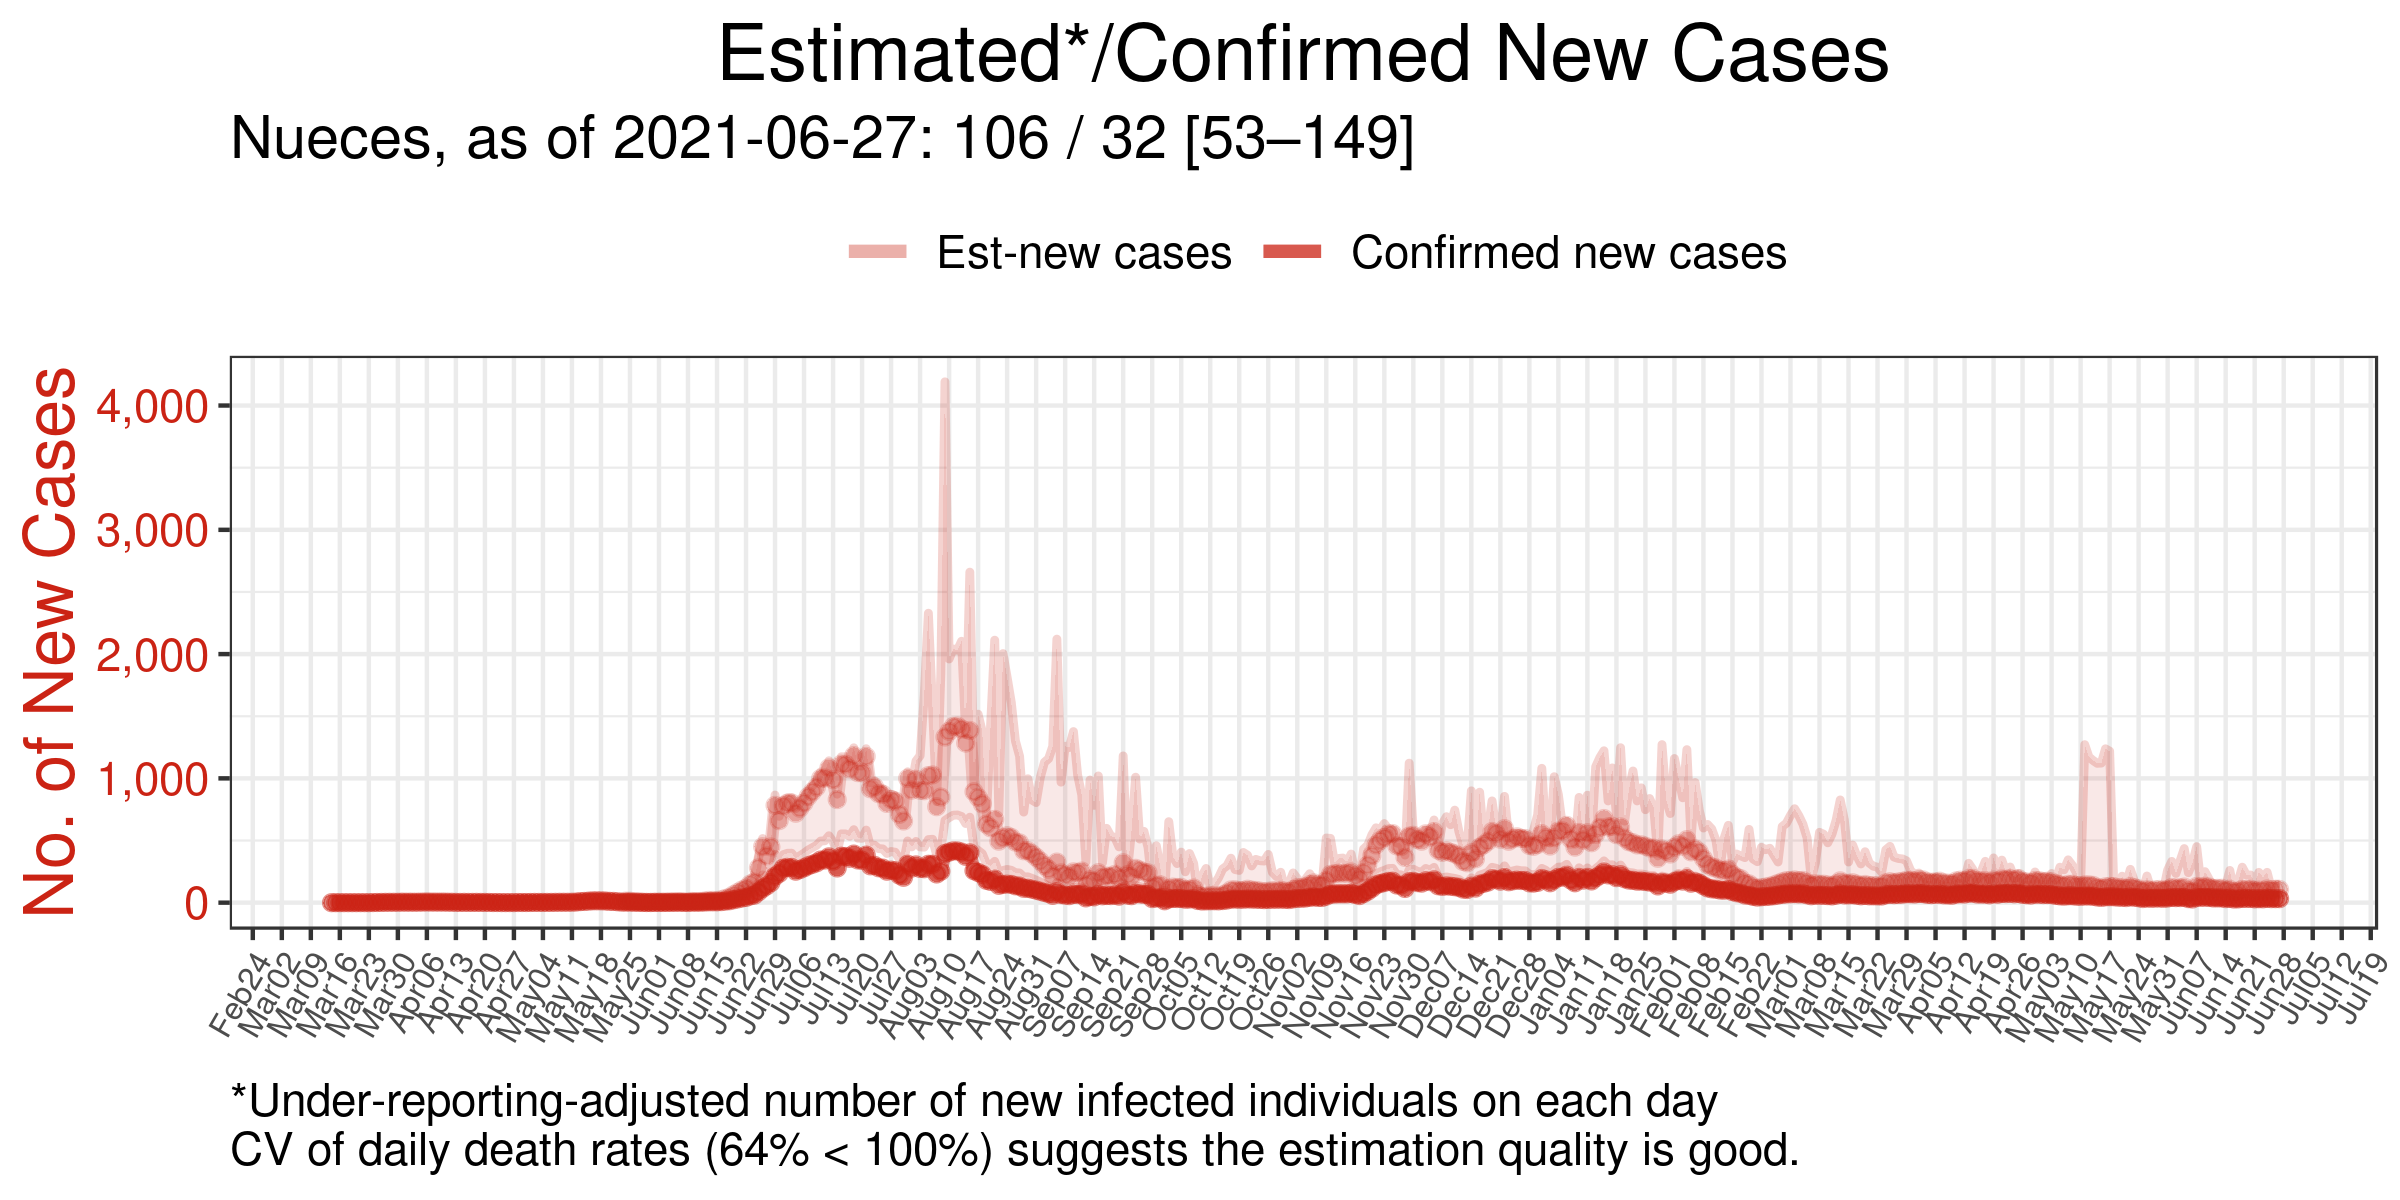 Estimated*/Confirmed New Cases
Nueces, as of 2021-06-27: 106 / 32 [53–149]
Est-new cases Confirmed new cases
No. of New Cases
4,000
3,000
2,000
1,000
0
Feb24 Mar02 Mar09 Mar16 Mar23 Mar30 Apr06 Apr13 Apr20 Apr27 May04 May11 May18 May25 Jun01 Jun08 Jun15 Jun22 Jun29 Jul06 Jul13 Jul20 Jul27 Aug03 Aug10 Aug17 Aug24 Aug31 Sep07 Sep14 Sep21 Sep28 Oct05 Oct12 Oct19 Oct26 Nov02 Nov09 Nov16 Nov23 Nov30 Dec07 Dec14 Dec21 Dec28 Jan04 Jan11 Jan18 Jan25 Feb01 Feb08 Feb15 Feb22 Mar01 Mar08 Mar15 Mar22 Mar29 Apr05 Apr12 Apr19 Apr26 May03 May10 May17 May24 May31 Jun07 Jun14 Jun21 Jun28 Jul05 Jul12 Jul19
*Under-reporting-adjusted number of new infected individuals on each day
CV of daily death rates (64% < 100%) suggests the estimation quality is good.